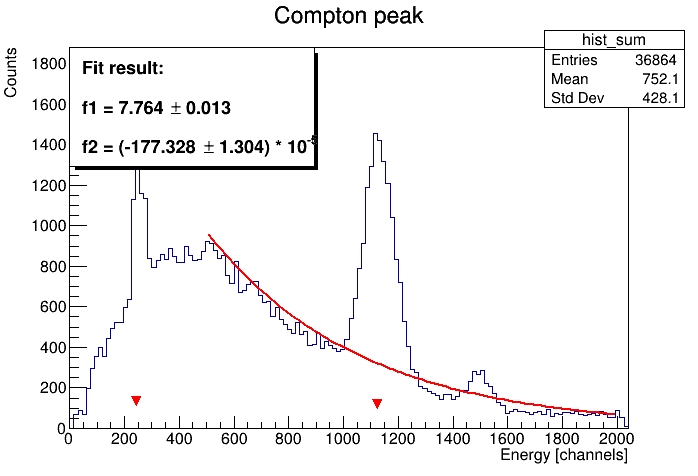 Compton peak
hist_sum
Entries 36864
Mean 752.1
Std Dev 428.1
Counts
Fit result:
f1 = 7.764 ± 0.013
f2 = (-177.328 ± 1.304) * 10
1800
1600
1400
1200
1000
800
600
400
200
0
0 200 400 600 800 1000 1200 1400 1600 1800 2000
Energy [channels]